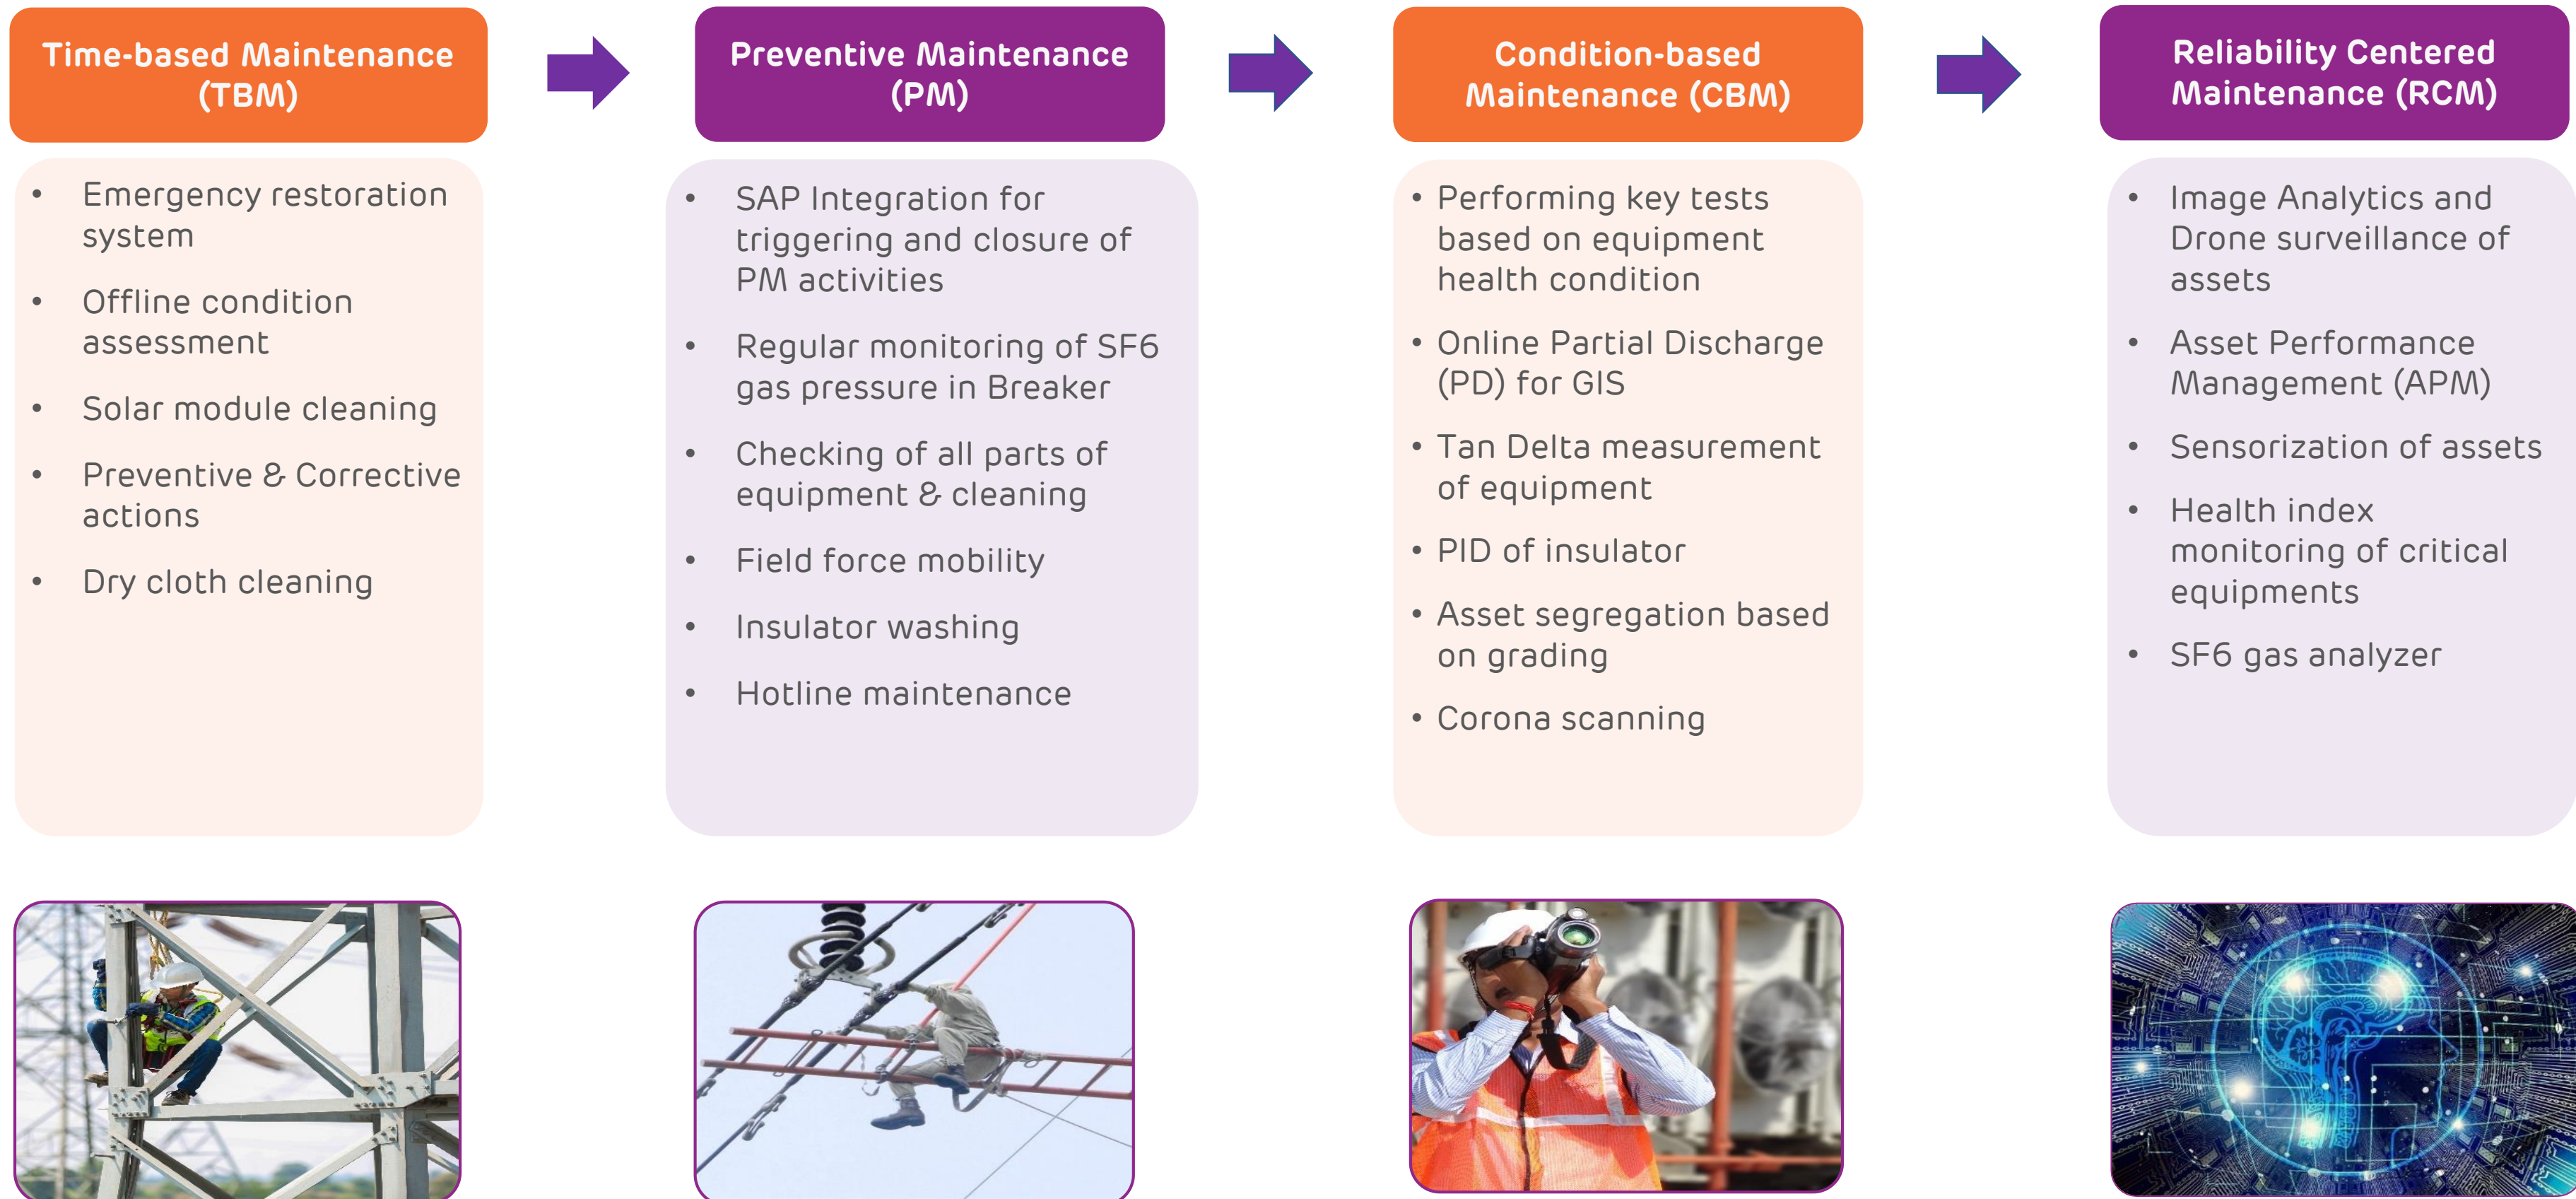 Time-based Maintenance
(TBM)
• Emergency restoration
system
• Offline condition
assessment
• Solar module cleaning
• Preventive & Corrective
actions
• Dry cloth cleaning
Preventive Maintenance
(PM)
• SAP Integration for
triggering and closure of
PM activities
• Regular monitoring of SF6
gas pressure in Breaker
• Checking of all parts of
equipment & cleaning
• Field force mobility
• Insulator washing
• Hotline maintenance
Condition-based
Maintenance (CBM)
• Performing key tests
based on equipment
health condition
• Online Partial Discharge
(PD) for GIS
• Tan Delta measurement
of equipment
• PID of insulator
• Asset segregation based
on grading
• Corona scanning
Reliability Centered
Maintenance (RCM)
• Image Analytics and
Drone surveillance of
assets
• Asset Performance
Management (APM)
• Sensorization of assets
• Health index
monitoring of critical
equipments
• SF6 gas analyzer